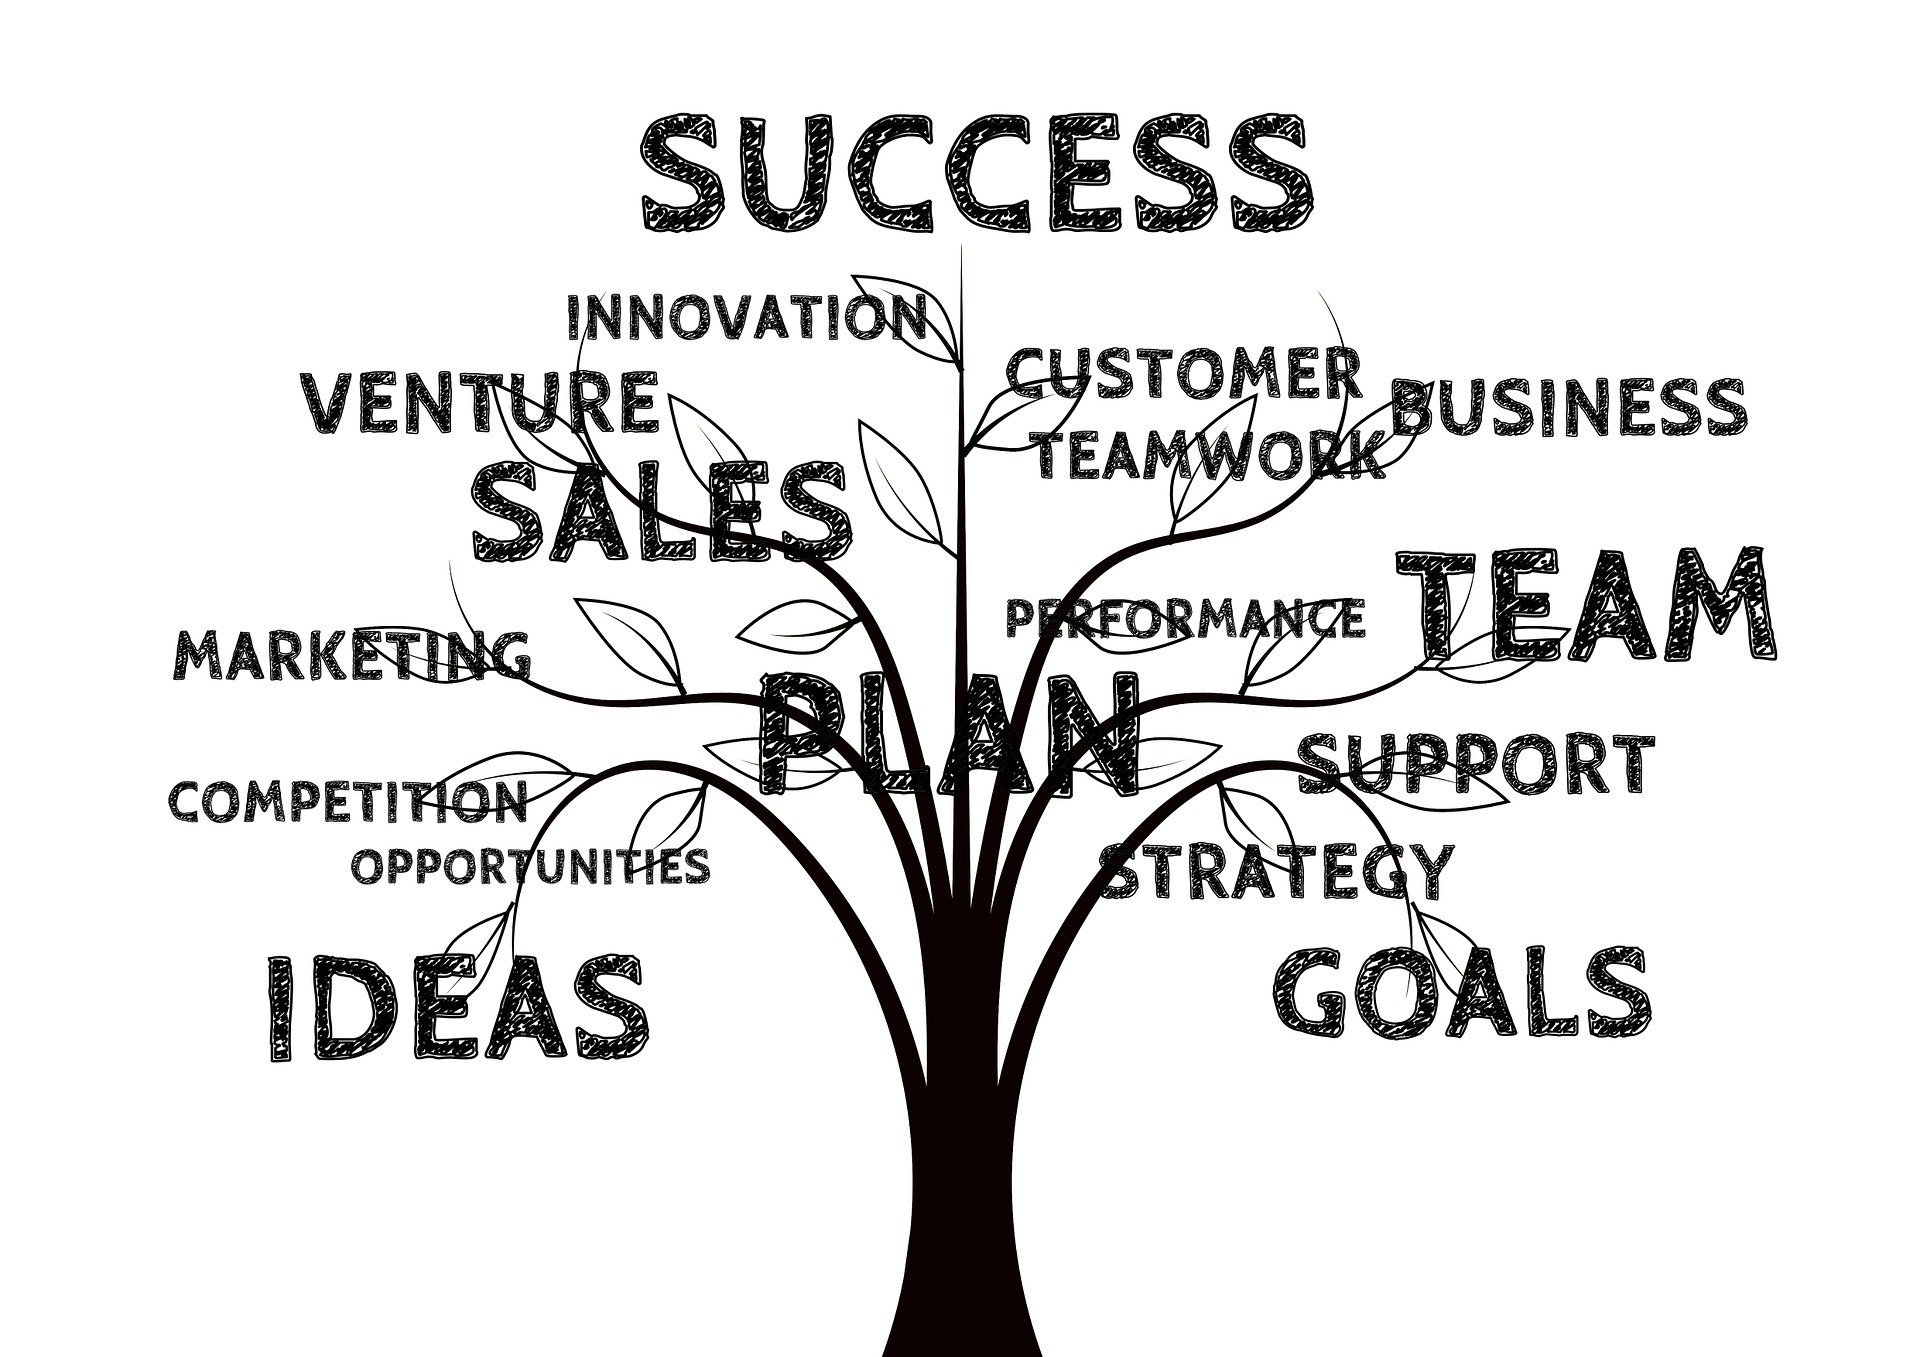 SUCCESS
INNOVATION
CUSTOMER
VENTURE
BUSINESS
TEAMWORK
SALES
TEAM
PERFORMANCE
MARKETING
PLAN
SUPPORT
COMPETITION
OPPORTUNITIES
STRATEGY
IDEAS
GOALS